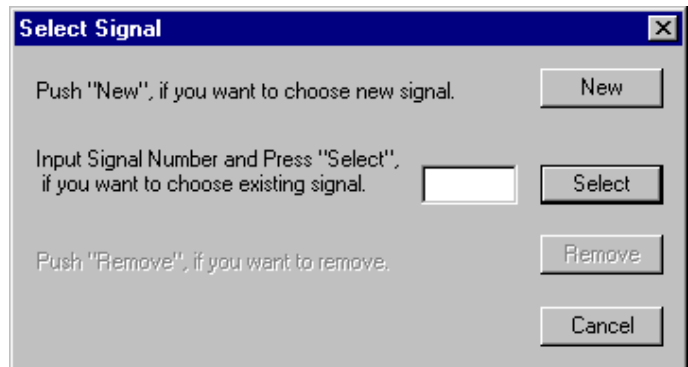 Select Signal
Push "New", if you want to choose new signal.
New
Input Signal Number and Press "Select",
if you want to choose existing signal.
Select
Push "Remove", if you want to remove.
Remove
Cancel